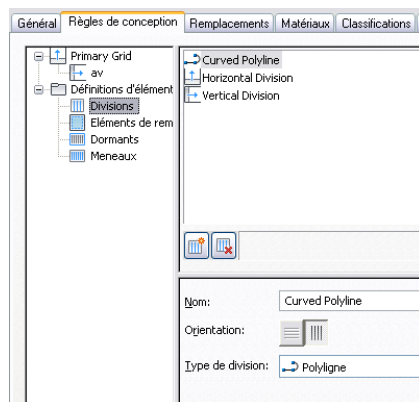 Général Règles de conception Remplacements Matériaux Classifications
Primary Grid
av
Définitions d'élément
Divisions
Eléments de rem
Dormants
Meneaux
Curved Polyline
Horizontal Division
Vertical Division
Nom: Curved Polyline
Orientation:
Type de division: Polyligne